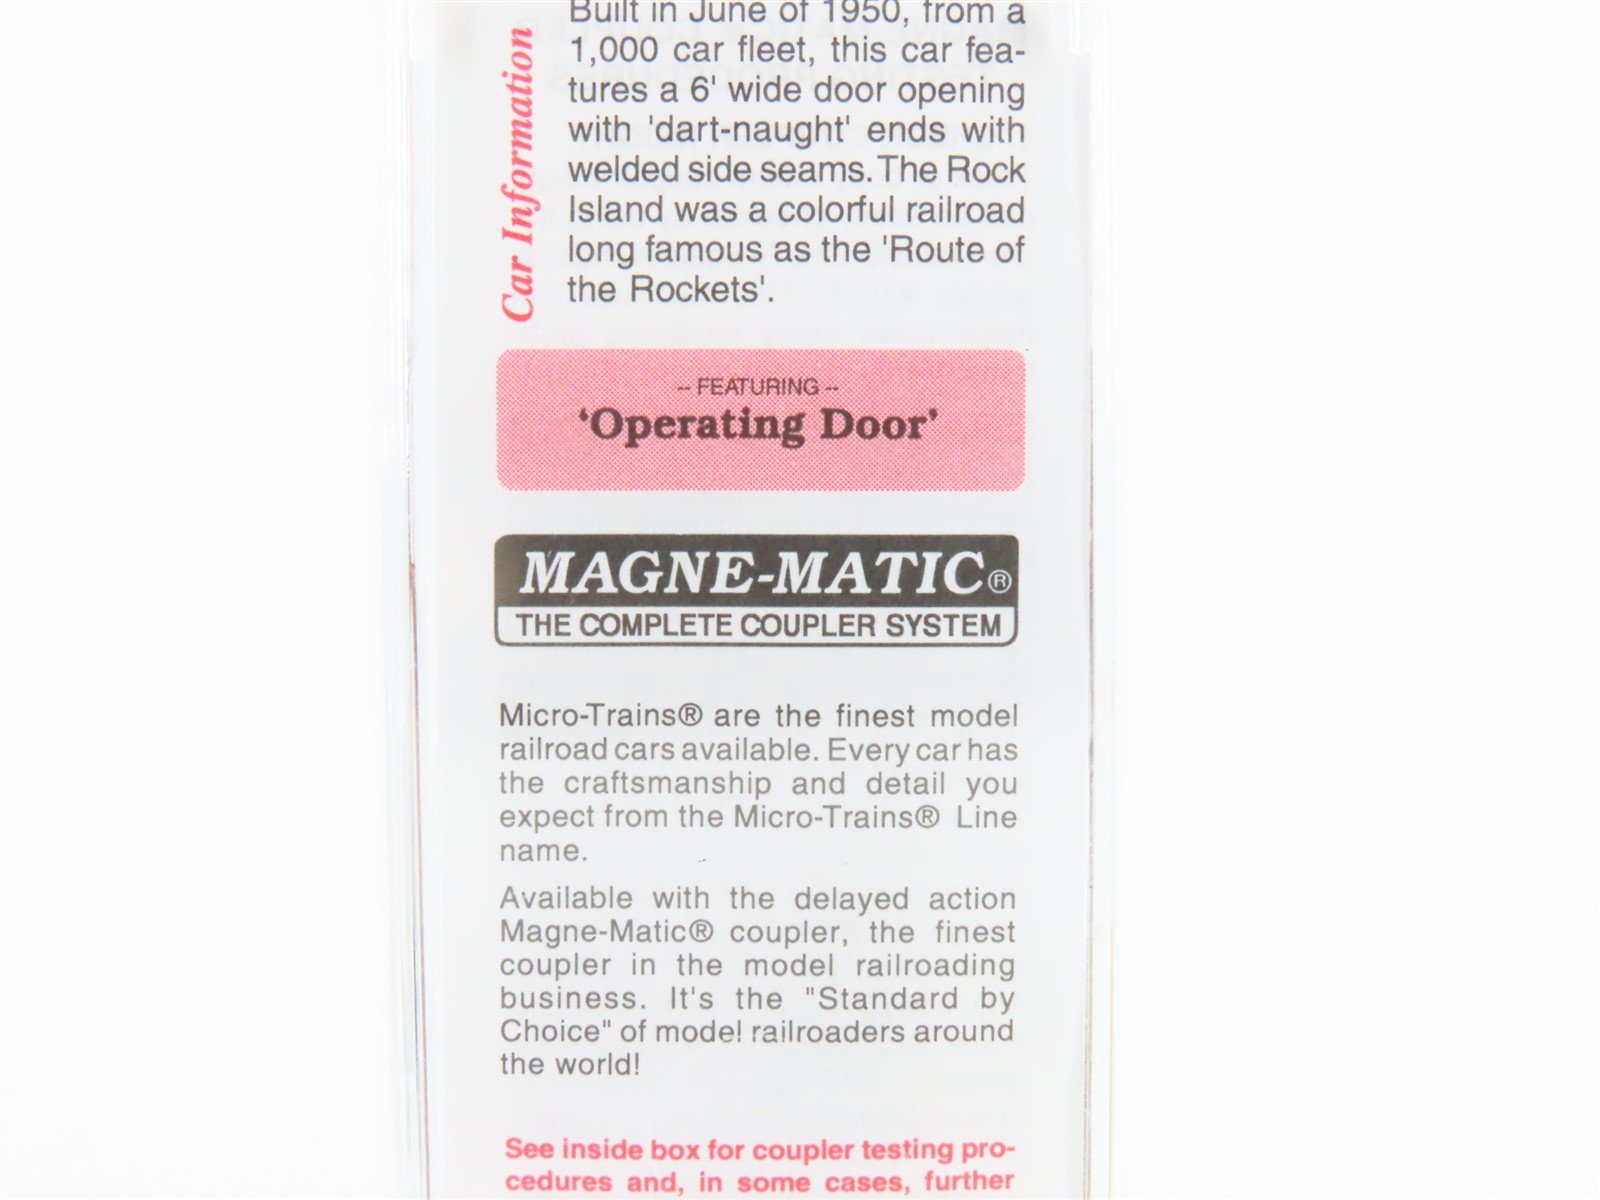 Car Information
Built in June of 1950, from a
1,000 car fleet, this car fea-
tures a 6' wide door opening
with 'dart-naught' ends with
welded side seams. The Rock
Island was a colorful railroad
long famous as the 'Route of
the Rockets'.
-- FEATURING --
‘Operating Door’
MAGNE-MATIC®
THE COMPLETE COUPLER SYSTEM
Micro-Trains® are the finest model
railroad cars available. Every car has
the craftsmanship and detail you
expect from the Micro-Trains® Line
name.
Available with the delayed action
Magne-Matic® coupler, the finest
coupler in the model railroading
business. It's the "Standard by
Choice" of model railroaders around
the world!
See inside box for coupler testing pro-
cedures and, in some cases, further